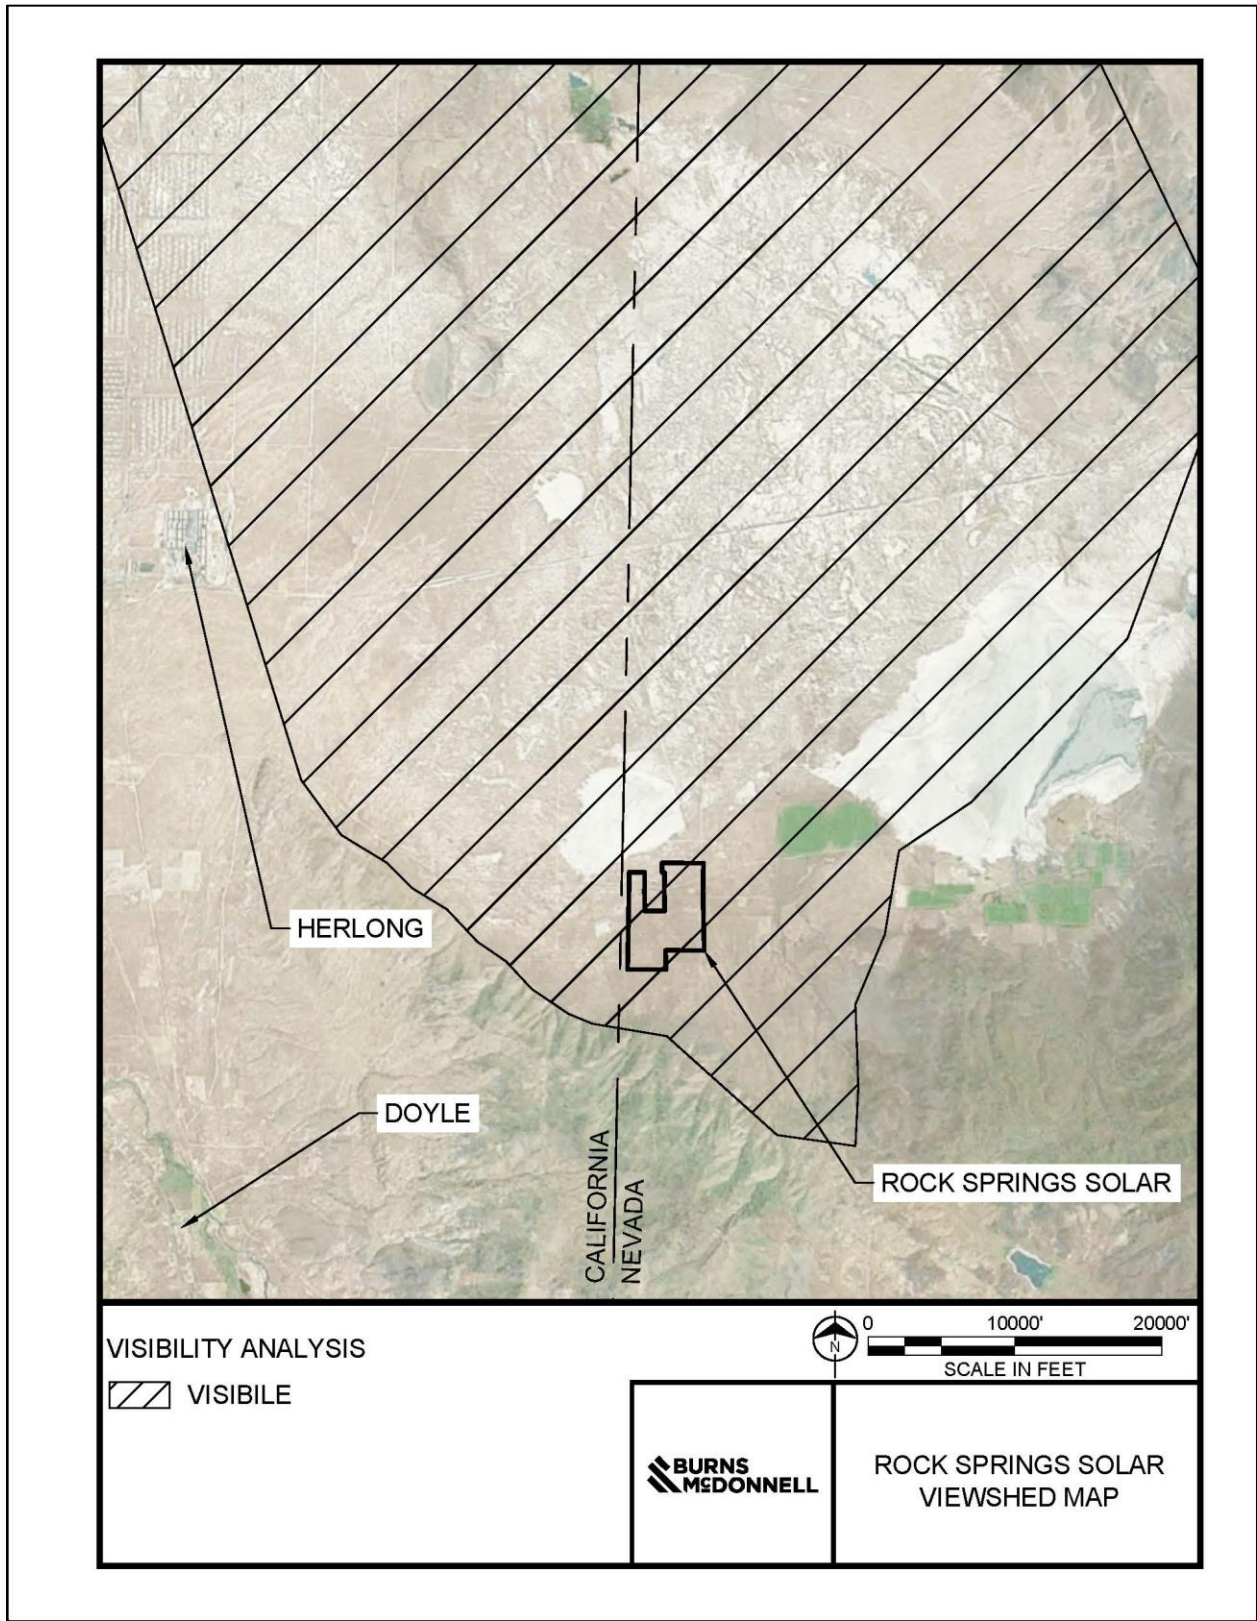 HERLONG
DOYLE
ROCK SPRINGS SOLAR
CALIFORNIA
NEVADA
VISIBILITY ANALYSIS
VISIBILE
N
0 10000' 20000'
SCALE IN FEET
BURNS
McDONNELL
ROCK SPRINGS SOLAR
VIEWSHED MAP